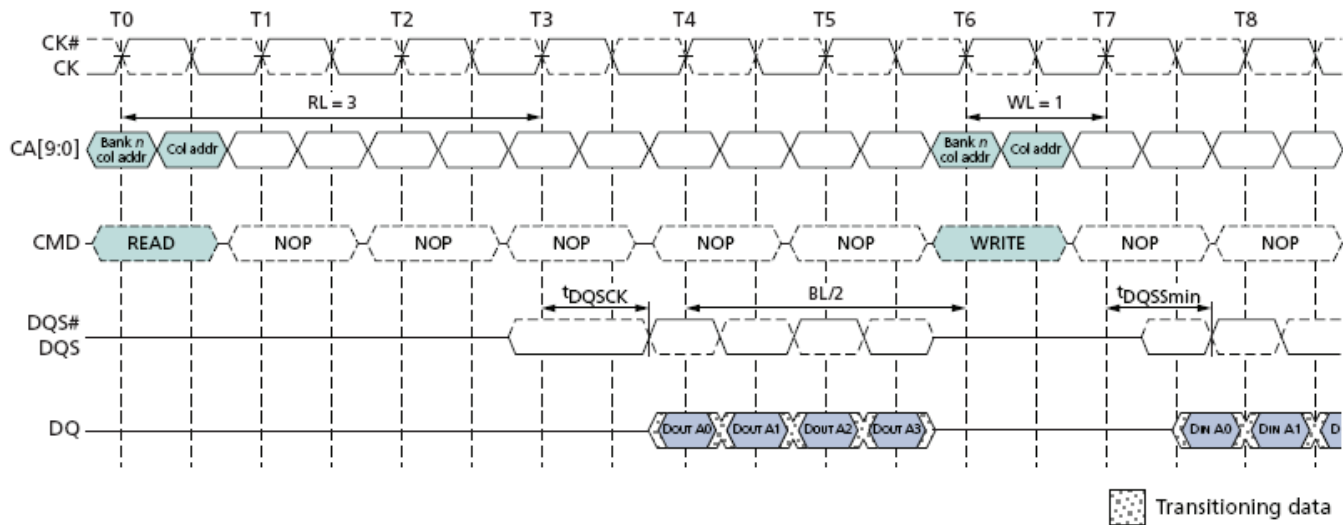 T0 T1 T2 T3 T4 T5 T6 T7 T8
CK#
CK
RL = 3 WL = 1
CA[9:0] Bank n col addr Col addr Bank n col addr Col addr
CMD READ NOP NOP NOP NOP NOP WRITE NOP NOP
tDQSCK BL/2 tDQSSmin
DQS#
DQS
DQ DOUT A0 DOUT A1 DOUT A2 DOUT A3 DIN A0 DIN A1 D
Transitioning data